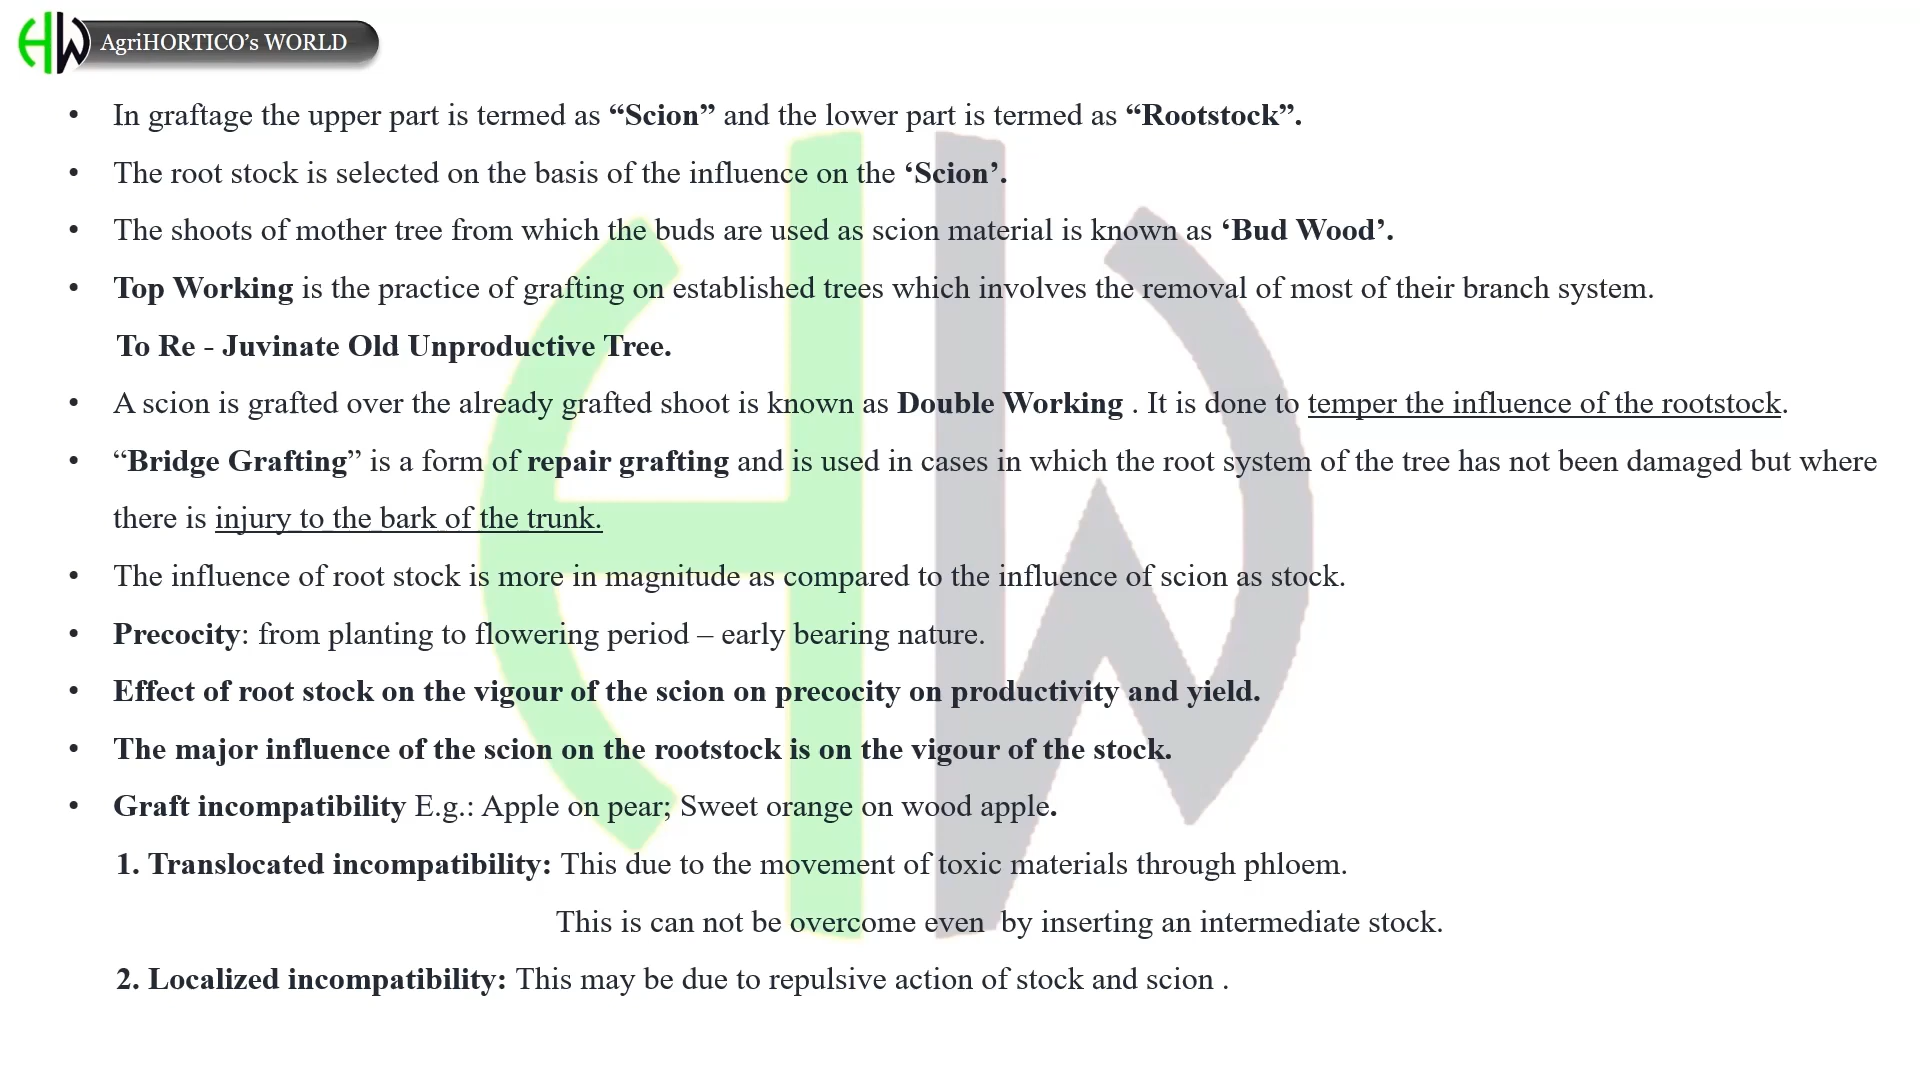 HW AgriHORTICO's WORLD
• In graftage the upper part is termed as “Scion” and the lower part is termed as “Rootstock”.
• The root stock is selected on the basis of the influence on the ‘Scion’.
• The shoots of mother tree from which the buds are used as scion material is known as ‘Bud Wood’.
• Top Working is the practice of grafting on established trees which involves the removal of most of their branch system.
To Re - Juvinate Old Unproductive Tree.
• A scion is grafted over the already grafted shoot is known as Double Working . It is done to temper the influence of the rootstock.
• “Bridge Grafting” is a form of repair grafting and is used in cases in which the root system of the tree has not been damaged but where
there is injury to the bark of the trunk.
• The influence of root stock is more in magnitude as compared to the influence of scion as stock.
• Precocity: from planting to flowering period – early bearing nature.
• Effect of root stock on the vigour of the scion on precocity on productivity and yield.
• The major influence of the scion on the rootstock is on the vigour of the stock.
• Graft incompatibility E.g.: Apple on pear; Sweet orange on wood apple.
1. Translocated incompatibility: This due to the movement of toxic materials through phloem.
This is can not be overcome even  by inserting an intermediate stock.
2. Localized incompatibility: This may be due to repulsive action of stock and scion .